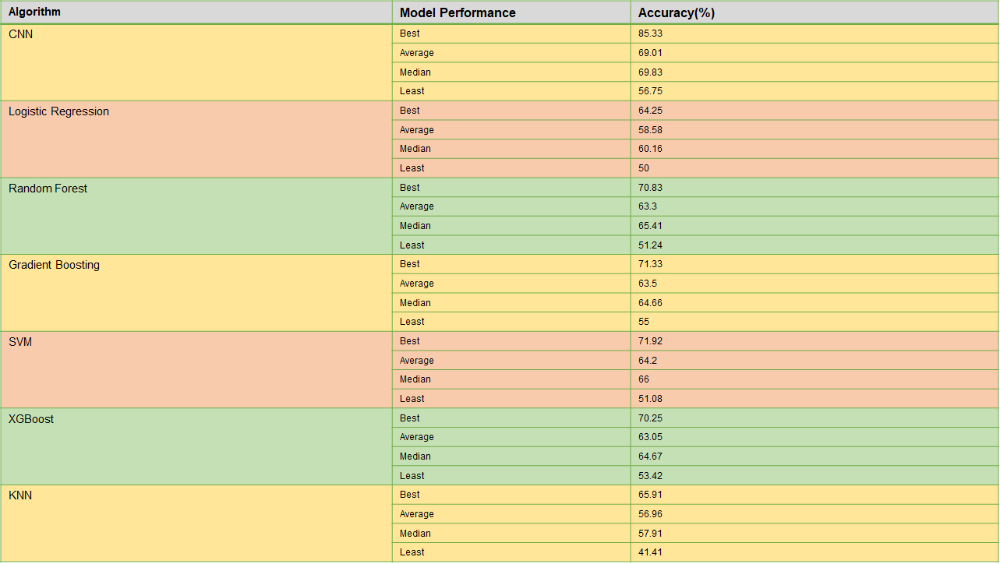 Algorithm Model Performance Accuracy(%)
CNN Best 85.33
Average 69.01
Median 69.83
Least 56.75
Logistic Regression Best 64.25
Average 58.58
Median 60.16
Least 50
Random Forest Best 70.83
Average 63.3
Median 65.41
Least 51.24
Gradient Boosting Best 71.33
Average 63.5
Median 64.66
Least 55
SVM Best 71.92
Average 64.2
Median 66
Least 51.08
XGBoost Best 70.25
Average 63.05
Median 64.67
Least 53.42
KNN Best 65.91
Average 56.96
Median 57.91
Least 41.41